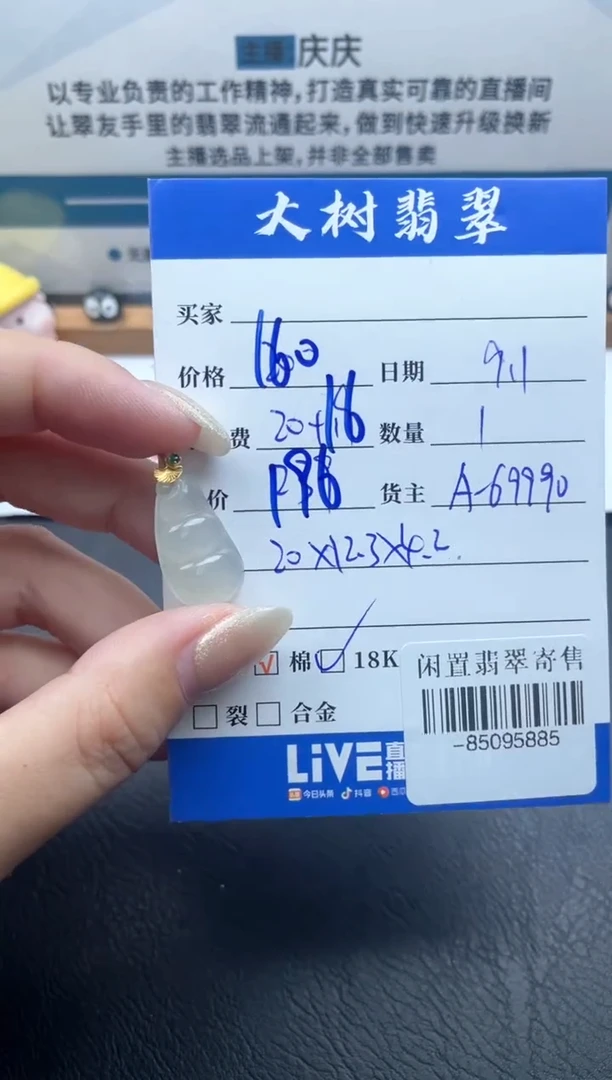 主播 庆庆
以专业负责的工作精神,打造真实可靠的直播间
让翠友手里的翡翠流通起来,做到快速升级换新
主播选品上架,并非全部售卖
大树翡翠
买家
价格 160 日期 9.1
费 20+16 数量 1
价 196 货主 A-69990
20×12.3×4.2
√ 棉 ✓ 18K
裂 合金
闲置翡翠寄售
-85095885
LIVE 直播
今日头条 抖音